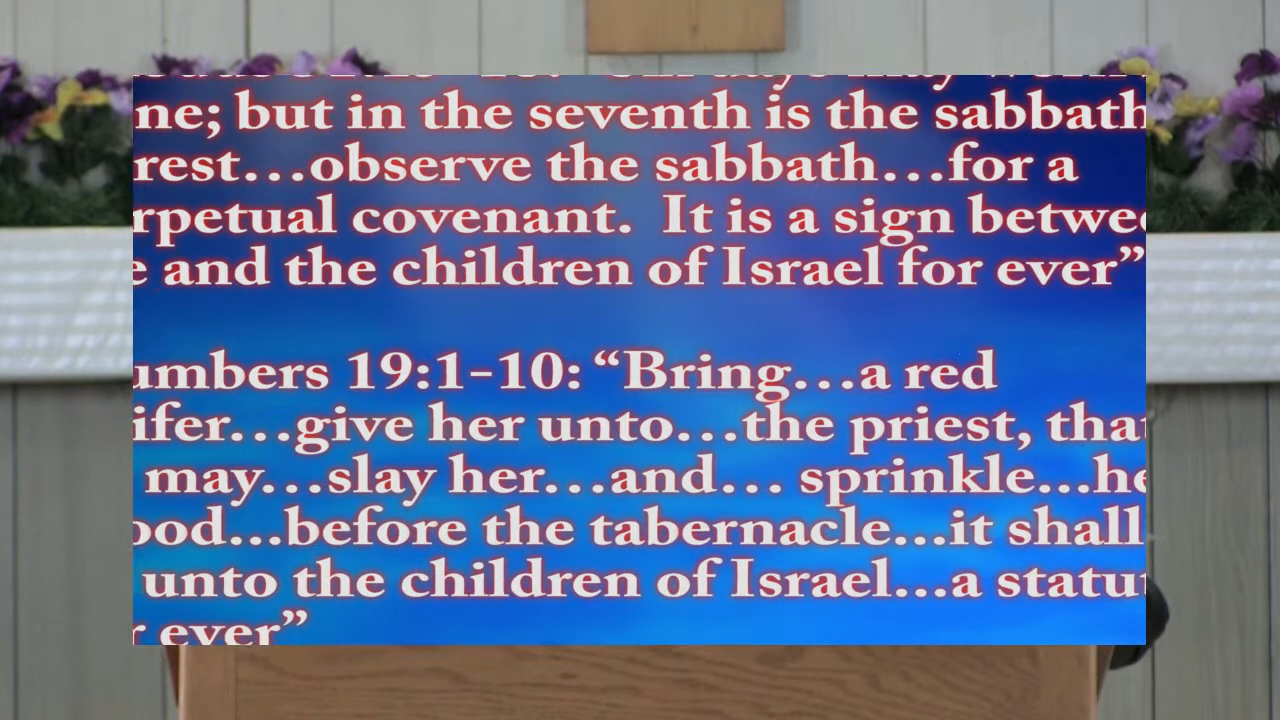 ne; but in the seventh is the sabbath
rest…observe the sabbath…for a
rpetual covenant.  It is a sign betwe
e and the children of Israel for ever”
umbers 19:1-10: “Bring…a red
ifer…give her unto…the priest, that
may…slay her…and… sprinkle…he
ood…before the tabernacle…it shall
unto the children of Israel…a statut
r ever”